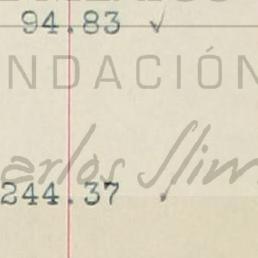 94.83 ✓
NDACIÓN
arlos Slim
244.37 ✓